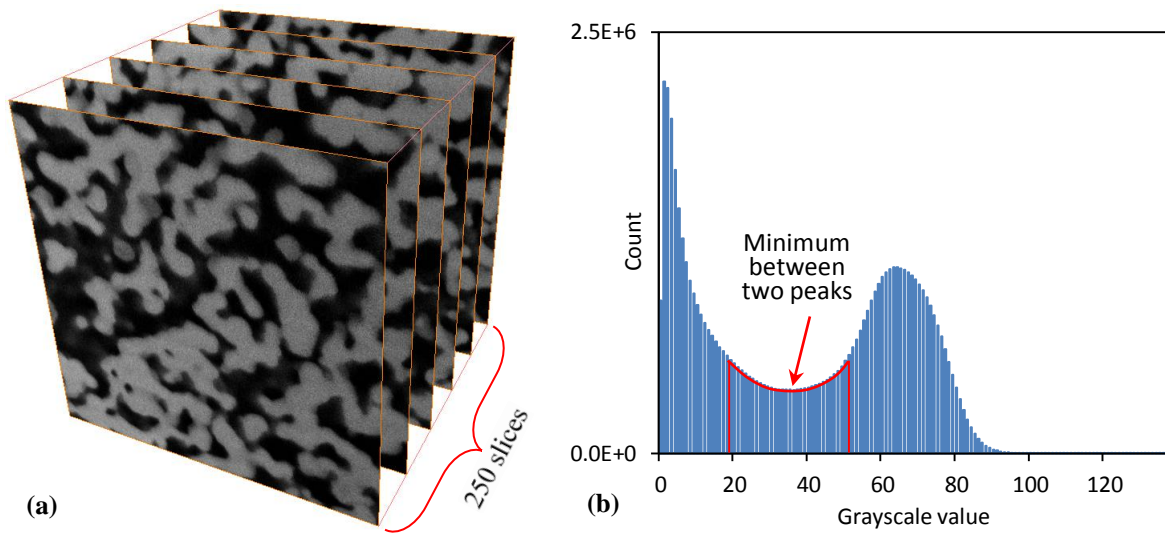 250 slices
(a)
2.5E+6
Count
Minimum
between
two peaks
0.0E+0
0 20 40 60 80 100 120
Grayscale value
(b)